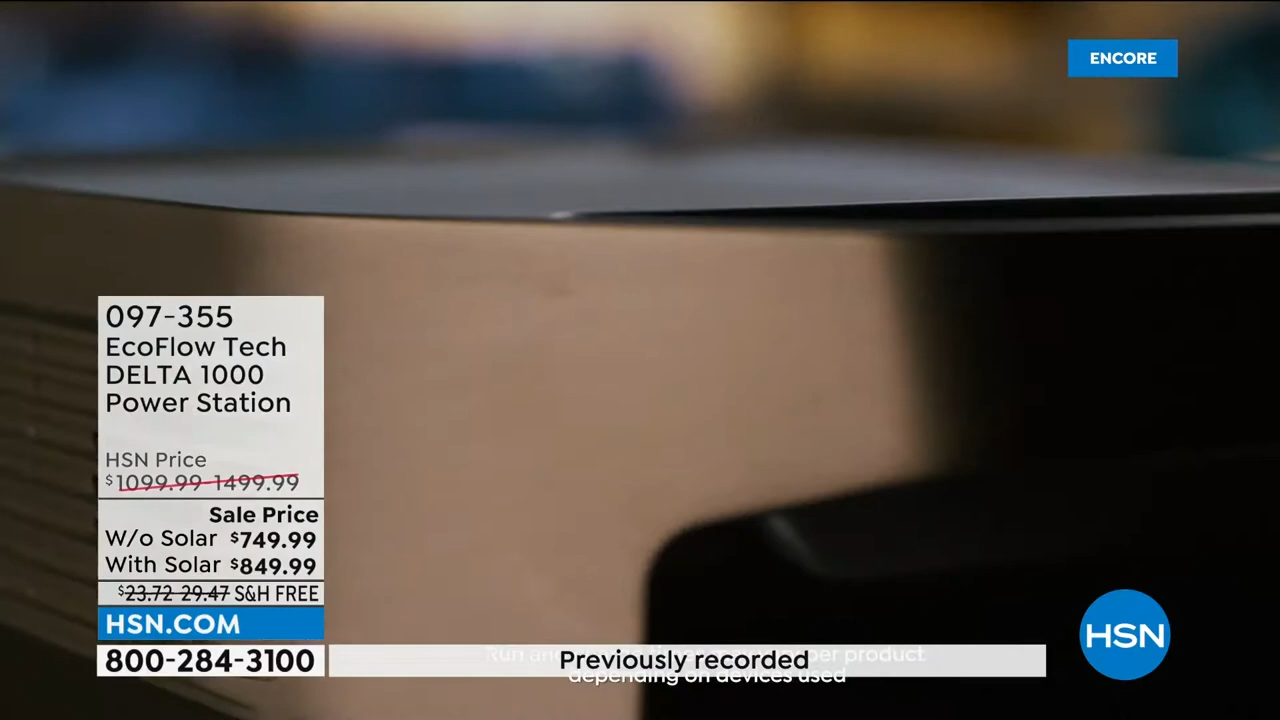 ENCORE
097-355
EcoFlow Tech
DELTA 1000
Power Station
HSN Price
$1099.99-1499.99
Sale Price
W/o Solar $749.99
With Solar $849.99
$23.72-29.47 S&H FREE
HSN.COM
800-284-3100
Previously recorded
depending on devices used
HSN